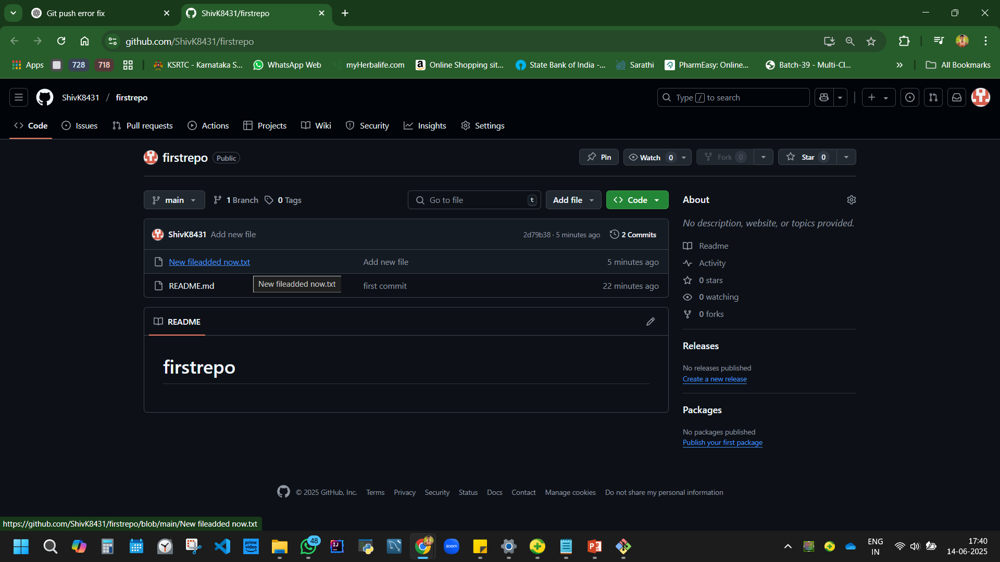 Git push error fix
ShivK8431/firstrepo
github.com/ShivK8431/firstrepo
Apps
728
718
KSRTC - Karnataka S...
WhatsApp Web
myHerbalife.com
Online Shopping sit...
State Bank of India -...
Sarathi
PharmEasy: Online...
Batch-39 - Multi-Cl...
All Bookmarks
ShivK8431 / firstrepo
Type / to search
Code
Issues
Pull requests
Actions
Projects
Wiki
Security
Insights
Settings
firstrepo Public
Pin
Watch 0
Fork 0
Star 0
main
1 Branch
0 Tags
Go to file t
Add file
Code
ShivK8431 Add new file 2d79b38 · 5 minutes ago 2 Commits
New fileadded now.txt Add new file 5 minutes ago
README.md first commit 22 minutes ago
New fileadded now.txt
README
firstrepo
About
No description, website, or topics provided.
Readme
Activity
0 stars
0 watching
0 forks
Releases
No releases published
Create a new release
Packages
No packages published
Publish your first package
© 2025 GitHub, Inc. Terms Privacy Security Status Docs Contact Manage cookies Do not share my personal information
https://github.com/ShivK8431/firstrepo/blob/main/New fileadded now.txt
prime video
48
IJ
zoom
P
ENG
IN
17:40
14-06-2025